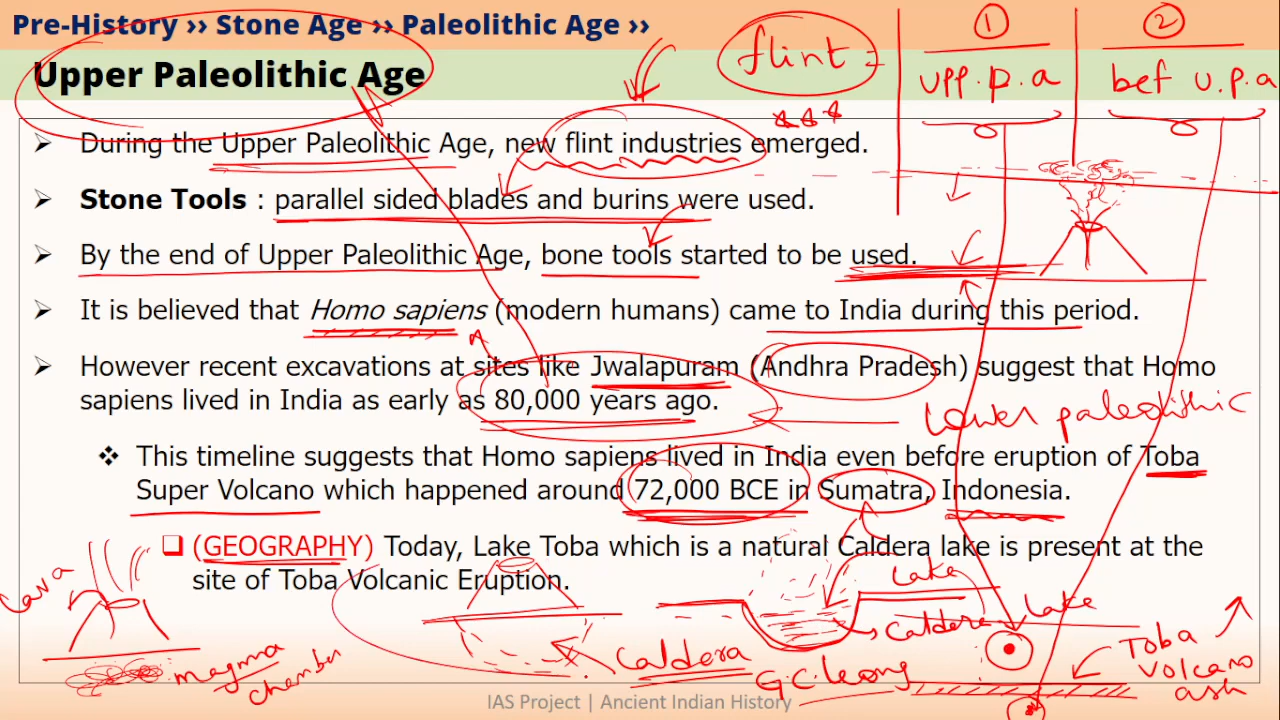 Pre-History ›› Stone Age ›› Paleolithic Age ››
Upper Paleolithic Age
flint =
1
upp. p. a
2
bef u. p. a
➢ During the Upper Paleolithic Age, new flint industries emerged.
➢ Stone Tools : parallel sided blades and burins were used.
➢ By the end of Upper Paleolithic Age, bone tools started to be used.
➢ It is believed that Homo sapiens (modern humans) came to India during this period.
➢ However recent excavations at sites like Jwalapuram (Andhra Pradesh) suggest that Homo
sapiens lived in India as early as 80,000 years ago.
Lower paleolithic
❖ This timeline suggests that Homo sapiens lived in India even before eruption of Toba
Super Volcano which happened around 72,000 BCE in Sumatra, Indonesia.
❑ (GEOGRAPHY) Today, Lake Toba which is a natural Caldera lake is present at the
site of Toba Volcanic Eruption.
Lava
magma
chamber
Caldera
Lake
Caldera Lake
G.C. leong
Toba
Volcano
ash
IAS Project | Ancient Indian History